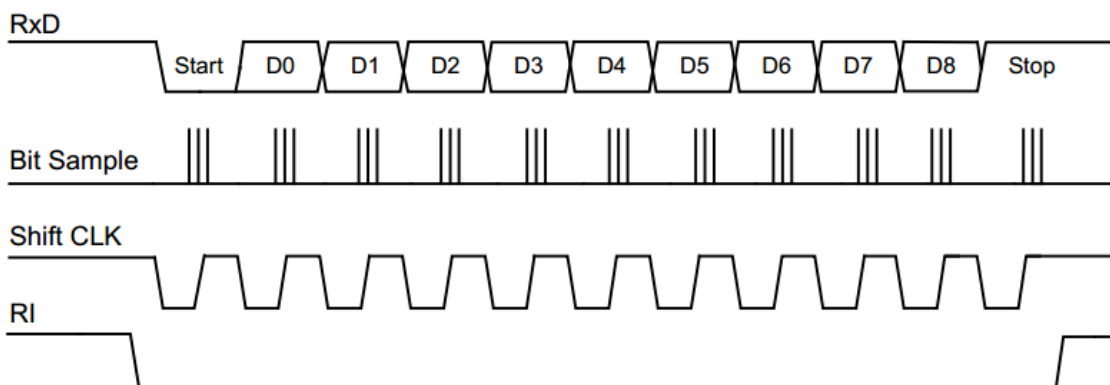 RxD
Start D0 D1 D2 D3 D4 D5 D6 D7 D8 Stop
Bit Sample
Shift CLK
RI